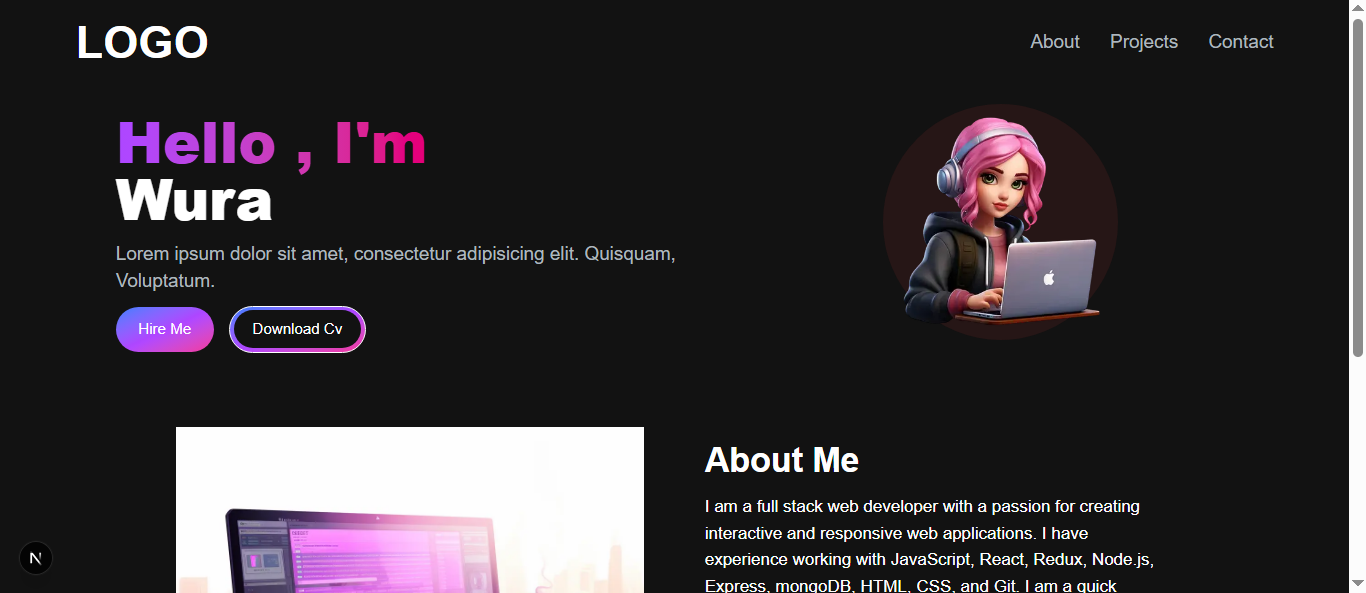 LOGO
About Projects Contact
Hello , I'm
Wura
Lorem ipsum dolor sit amet, consectetur adipisicing elit. Quisquam,
Voluptatum.
Hire Me Download Cv
About Me
I am a full stack web developer with a passion for creating
interactive and responsive web applications. I have
experience working with JavaScript, React, Redux, Node.js,
Express, mongoDB, HTML, CSS, and Git. I am a quick
N